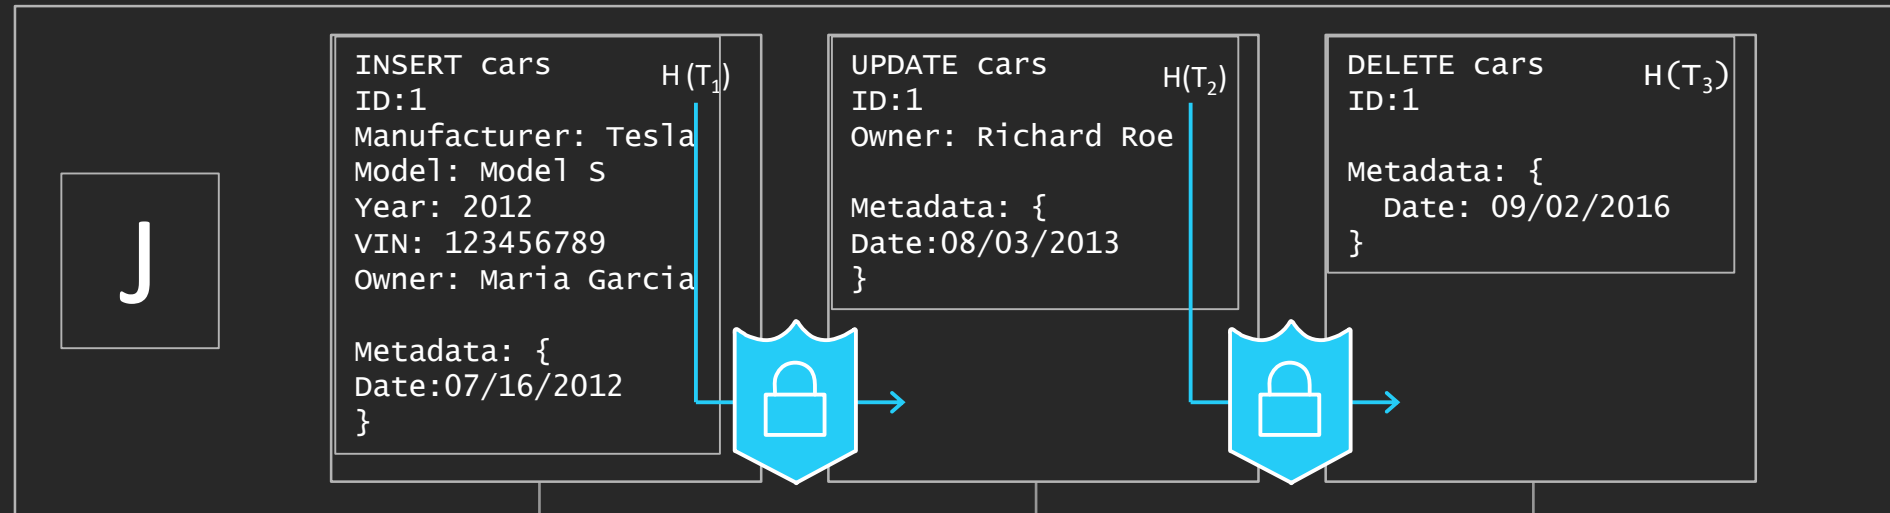 J
INSERT cars
H(T1)
ID:1
Manufacturer: Tesla
Model: Model S
Year: 2012
VIN: 123456789
Owner: Maria Garcia
Metadata: {
Date:07/16/2012
}
UPDATE cars
H(T2)
ID:1
Owner: Richard Roe
Metadata: {
Date:08/03/2013
}
DELETE cars
H(T3)
ID:1
Metadata: {
Date: 09/02/2016
}